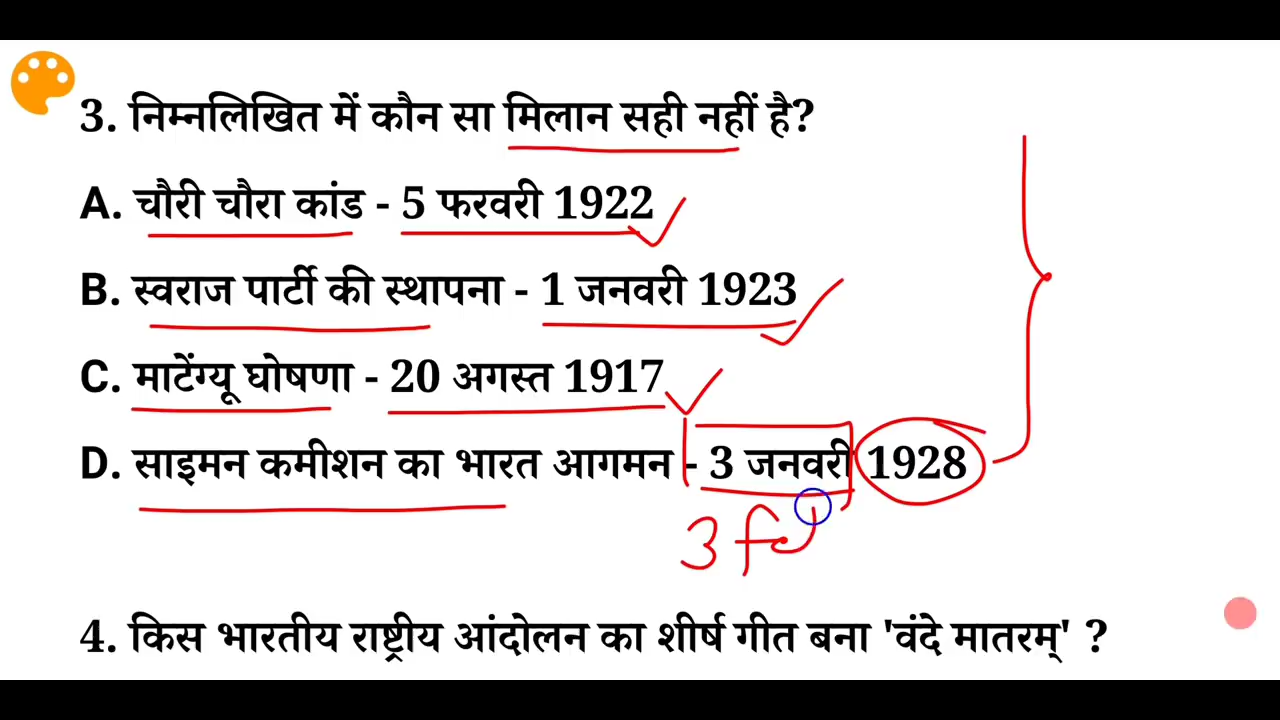 3. निम्नलिखित में कौन सा मिलान सही नहीं है?
A. चौरी चौरा कांड - 5 फरवरी 1922
B. स्वराज पार्टी की स्थापना - 1 जनवरी 1923
C. माटेंग्यू घोषणा - 20 अगस्त 1917
D. साइमन कमीशन का भारत आगमन - 3 जनवरी 1928
3
4. किस भारतीय राष्ट्रीय आंदोलन का शीर्ष गीत बना 'वंदे मातरम्' ?